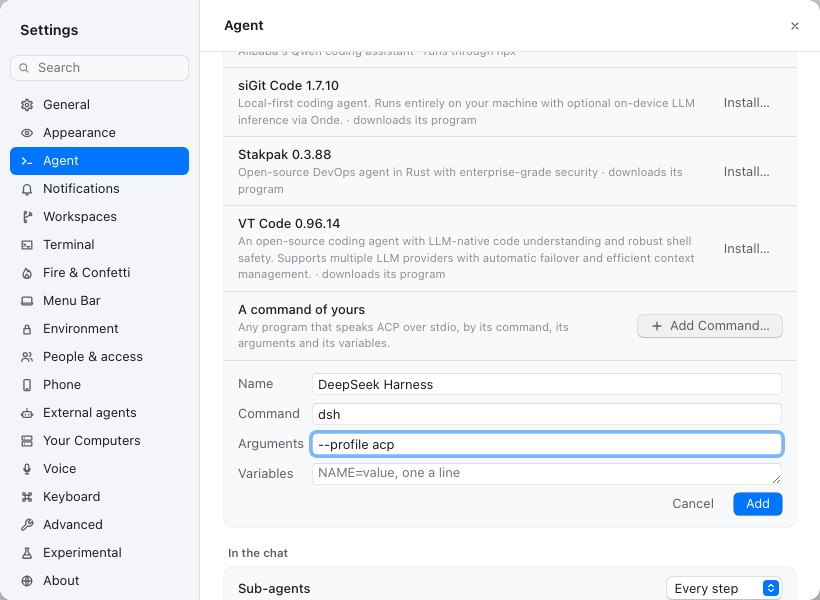 Settings
Search
General
Appearance
Agent
Notifications
Workspaces
Terminal
Fire & Confetti
Menu Bar
Environment
People & access
Phone
External agents
Your Computers
Voice
Keyboard
Advanced
Experimental
About
Agent
Alibaba's Qwen coding assistant · runs through npx
siGit Code 1.7.10
Local-first coding agent. Runs entirely on your machine with optional on-device LLM
inference via Onde. · downloads its program
Install...
Stakpak 0.3.88
Open-source DevOps agent in Rust with enterprise-grade security · downloads its
program
Install...
VT Code 0.96.14
An open-source coding agent with LLM-native code understanding and robust shell
safety. Supports multiple LLM providers with automatic failover and efficient context
management. · downloads its program
Install...
A command of yours
Any program that speaks ACP over stdio, by its command, its
arguments and its variables.
Add Command...
Name
DeepSeek Harness
Command
dsh
Arguments
--profile acp
Variables
NAME=value, one a line
Cancel
Add
In the chat
Sub-agents
Every step